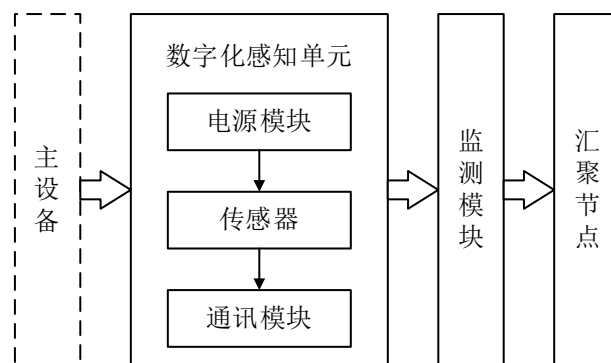 主设备
数字化感知单元
电源模块
传感器
通讯模块
监测模块
汇聚节点